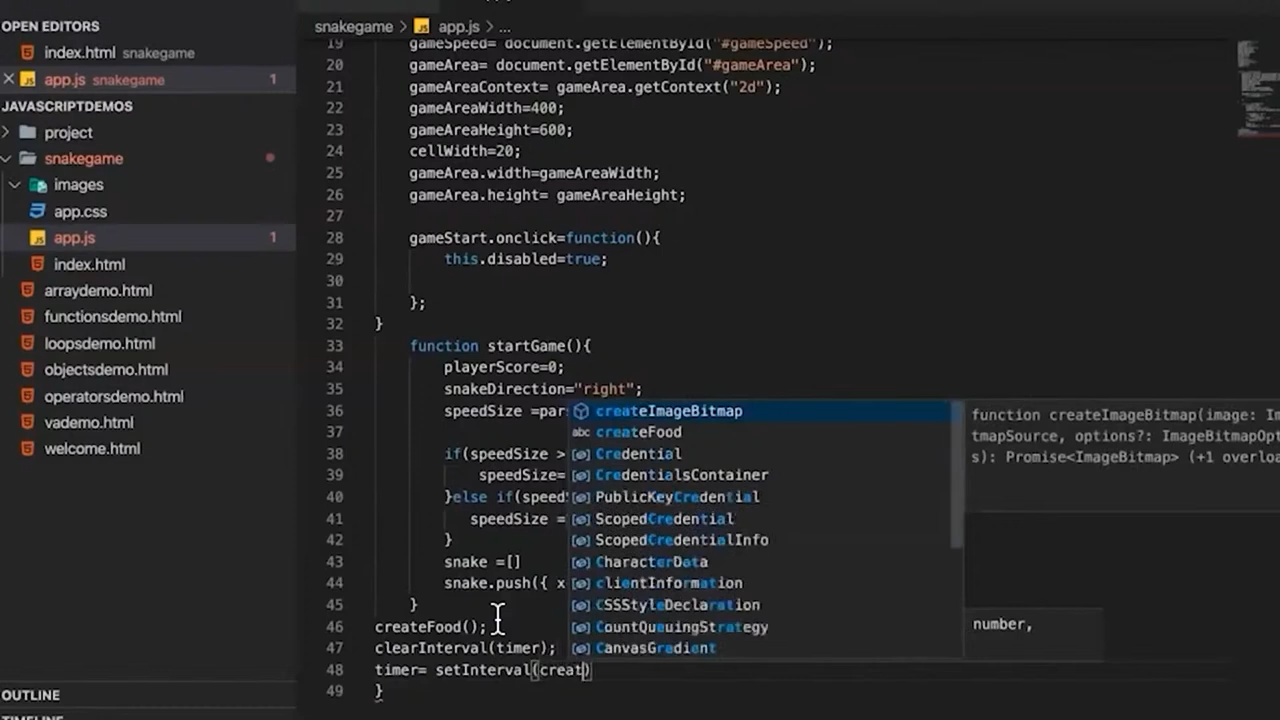 OPEN EDITORS
index.html snakegame
app.js snakegame 1
JAVASCRIPTDEMOS
project
snakegame
images
app.css
app.js 1
index.html
arraydemo.html
functionsdemo.html
loopsdemo.html
objectsdemo.html
operatorsdemo.html
vademo.html
welcome.html
OUTLINE
snakegame > app.js > ...
19 gameSpeed= document.getElementById("#gameSpeed");
20 gameArea= document.getElementById("#gameArea");
21 gameAreaContext= gameArea.getContext("2d");
22 gameAreaWidth=400;
23 gameAreaHeight=600;
24 cellWidth=20;
25 gameArea.width=gameAreaWidth;
26 gameArea.height= gameAreaHeight;
27
28 gameStart.onclick=function(){
29 this.disabled=true;
30
31 };
32 }
33 function startGame(){
34 playerScore=0;
35 snakeDirection="right";
36 speedSize =par
37
38 if(speedSize >
39 speedSize=
40 }else if(speed
41 speedSize =
42 }
43 snake =[]
44 snake.push({ x
45 }
46 createFood();
47 clearInterval(timer);
48 timer= setInterval(creat)
49 }
createImageBitmap
createFood
Credential
CredentialsContainer
PublicKeyCredential
ScopedCredential
ScopedCredentialInfo
CharacterData
clientInformation
CSSStyleDeclaration
CountQueuingStrategy
CanvasGradient
function createImageBitmap(image: Im
tmapSource, options?: ImageBitmapOpt
s): Promise<ImageBitmap> (+1 overloa
number,